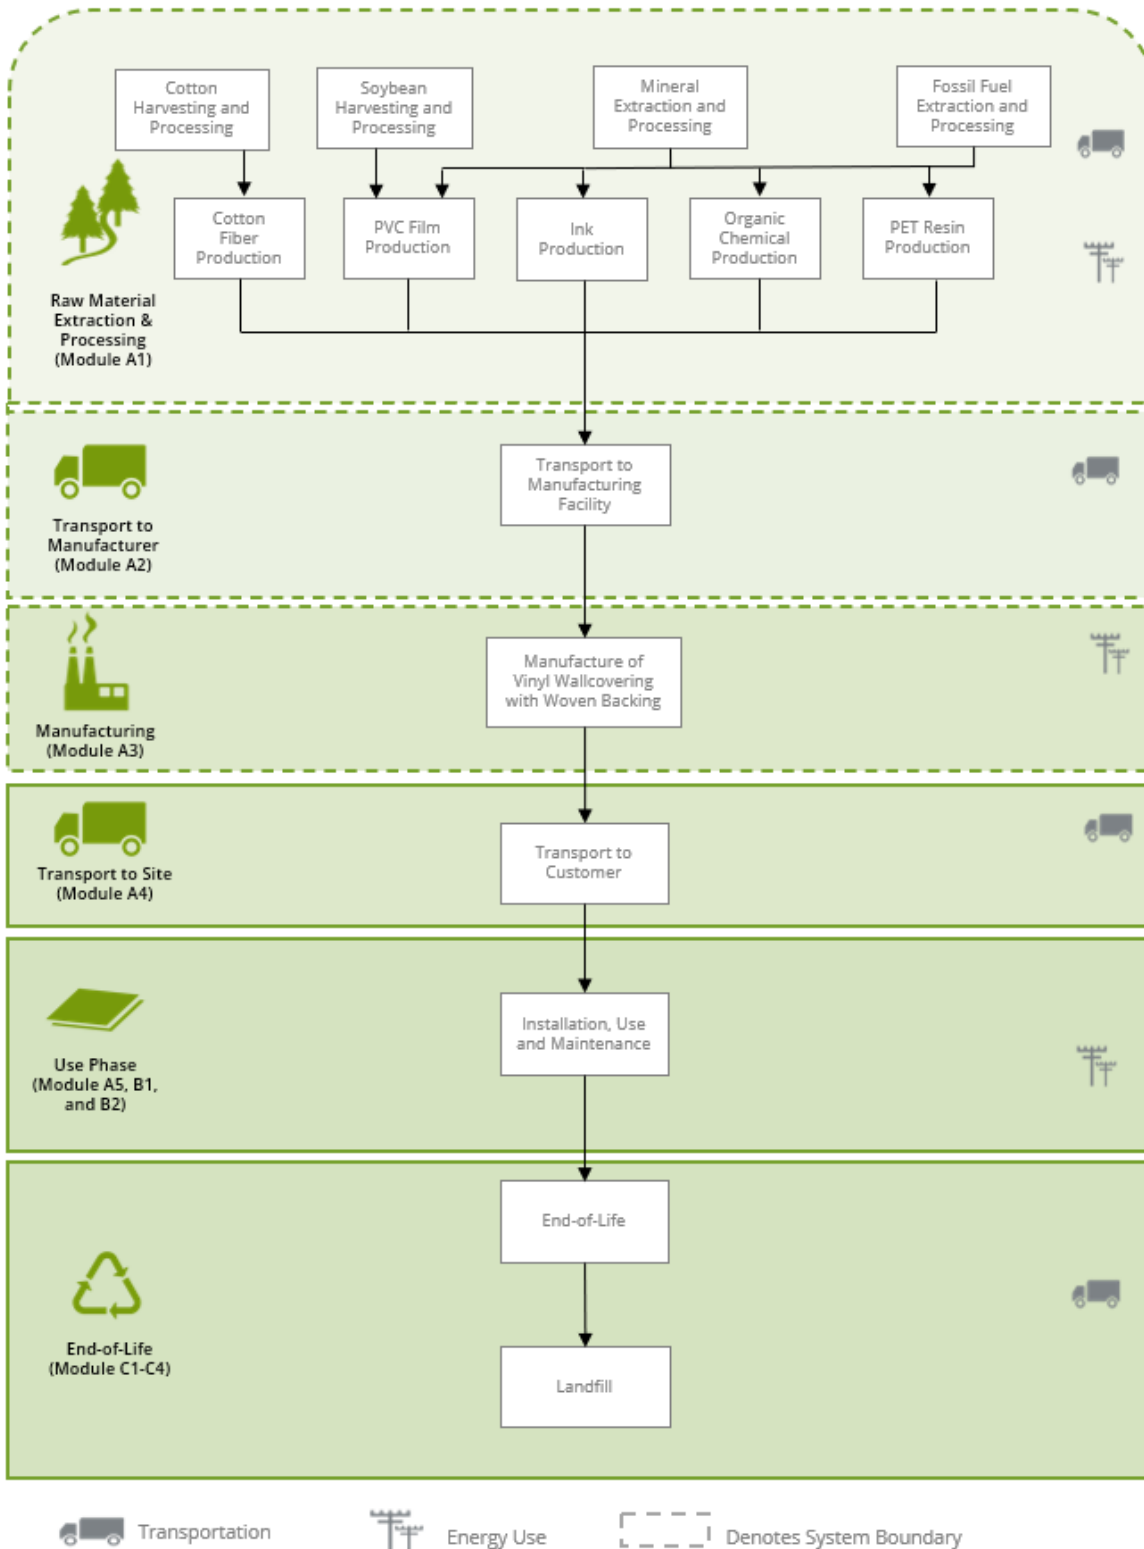 Cotton
Harvesting and
Processing
Soybean
Harvesting and
Processing
Mineral
Extraction and
Processing
Fossil Fuel
Extraction and
Processing
Cotton
Fiber
Production
PVC Film
Production
Ink
Production
Organic
Chemical
Production
PET Resin
Production
Raw Material
Extraction &
Processing
(Module A1)
Transport to
Manufacturing
Facility
Transport to
Manufacturer
(Module A2)
Manufacture of
Vinyl Wallcovering
with Woven Backing
Manufacturing
(Module A3)
Transport to
Customer
Transport to Site
(Module A4)
Installation, Use
and Maintenance
Use Phase
(Module A5, B1,
and B2)
End-of-Life
End-of-Life
(Module C1-C4)
Landfill
Transportation
Energy Use
Denotes System Boundary